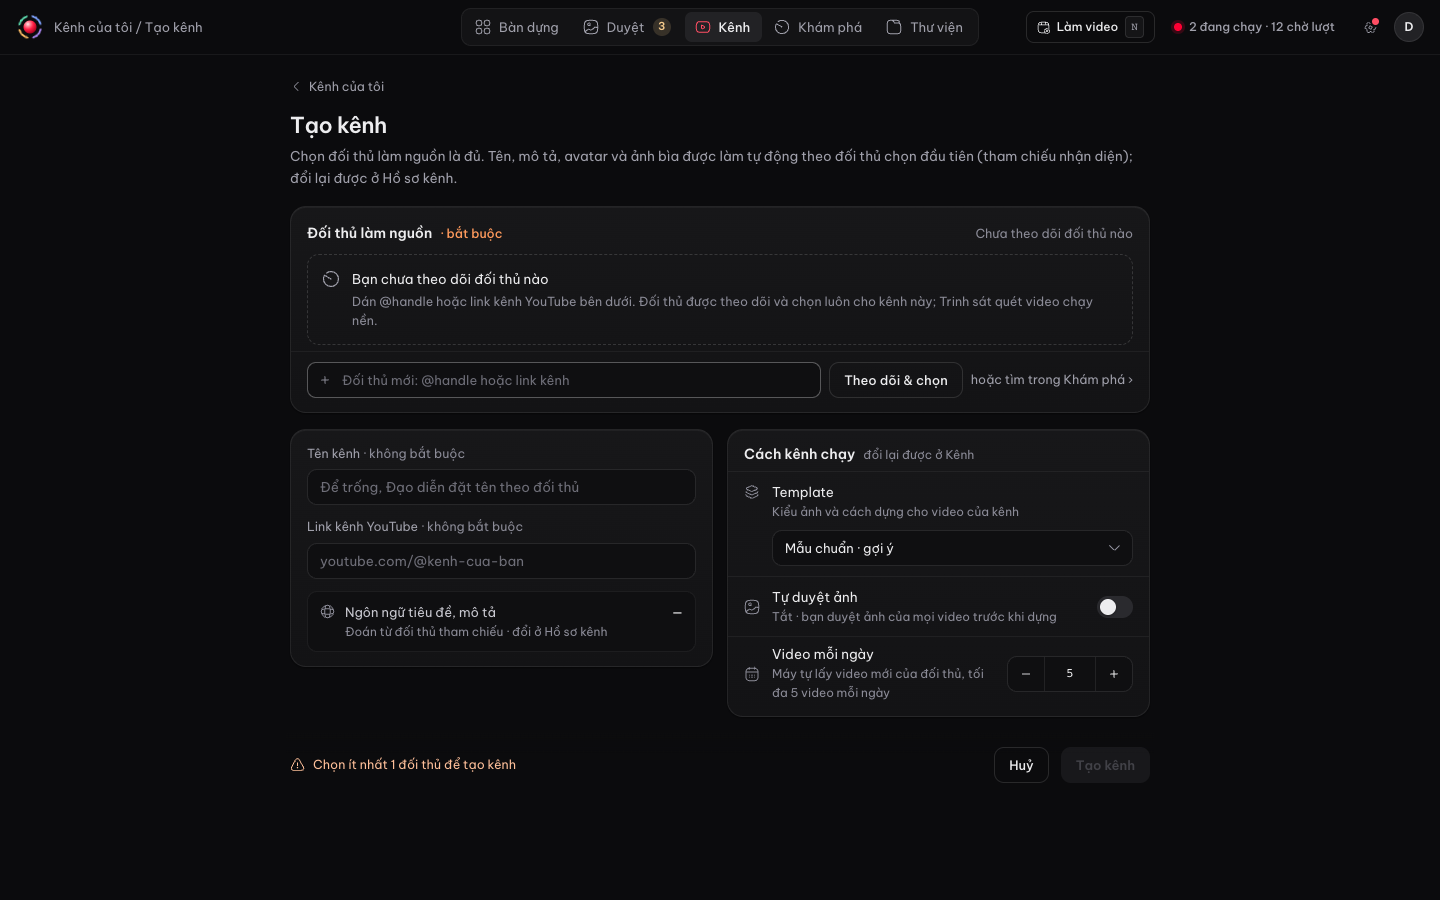 Kênh của tôi / Tạo kênh
Bàn dựng
Duyệt 3
Kênh
Khám phá
Thư viện
Làm video N
2 đang chạy · 12 chờ lượt
D
Kênh của tôi
Tạo kênh
Chọn đối thủ làm nguồn là đủ. Tên, mô tả, avatar và ảnh bìa được làm tự động theo đối thủ chọn đầu tiên (tham chiếu nhận diện);
đổi lại được ở Hồ sơ kênh.
Đối thủ làm nguồn · bắt buộc
Chưa theo dõi đối thủ nào
Bạn chưa theo dõi đối thủ nào
Dán @handle hoặc link kênh YouTube bên dưới. Đối thủ được theo dõi và chọn luôn cho kênh này; Trinh sát quét video chạy
nền.
+ Đối thủ mới: @handle hoặc link kênh
Theo dõi & chọn
hoặc tìm trong Khám phá ›
Tên kênh · không bắt buộc
Để trống, Đạo diễn đặt tên theo đối thủ
Link kênh YouTube · không bắt buộc
youtube.com/@kenh-cua-ban
Ngôn ngữ tiêu đề, mô tả –
Đoán từ đối thủ tham chiếu · đổi ở Hồ sơ kênh
Cách kênh chạy đổi lại được ở Kênh
Template
Kiểu ảnh và cách dựng cho video của kênh
Mẫu chuẩn · gợi ý
Tự duyệt ảnh
Tắt · bạn duyệt ảnh của mọi video trước khi dựng
Video mỗi ngày
Máy tự lấy video mới của đối thủ, tối
đa 5 video mỗi ngày
− 5 +
Chọn ít nhất 1 đối thủ để tạo kênh
Huỷ
Tạo kênh